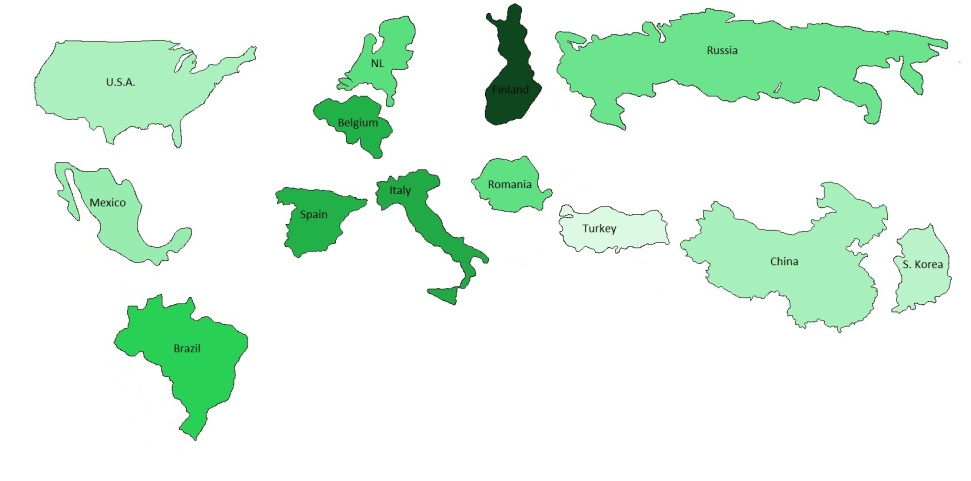 U.S.A.
NL
Finland
Russia
Belgium
Mexico
Spain
Italy
Romania
Turkey
China
S. Korea
Brazil